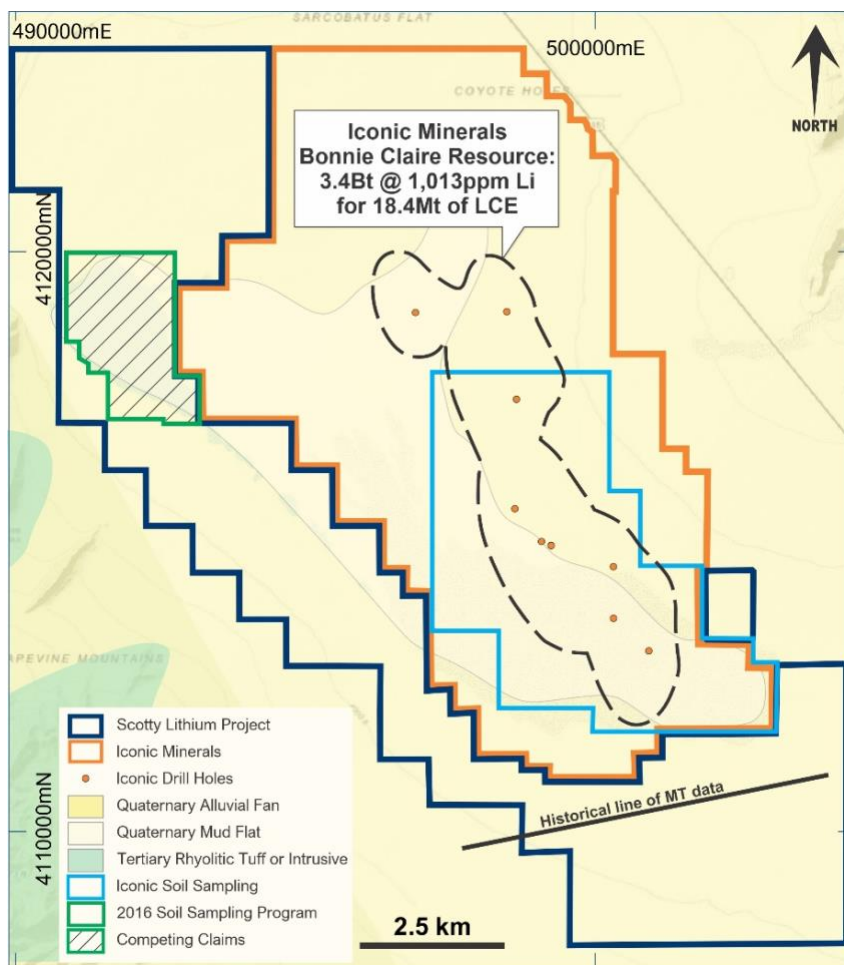 SARCOBATUS FLAT
490000mE
500000mE
COYOTE HOLES
NORTH
Iconic Minerals
Bonnie Claire Resource:
3.4Bt @ 1,013ppm Li
for 18.4Mt of LCE
4120000mN
APEVINE MOUNTAINS
Scotty Lithium Project
Iconic Minerals
Iconic Drill Holes
Quaternary Alluvial Fan
Quaternary Mud Flat
Tertiary Rhyolitic Tuff or Intrusive
Iconic Soil Sampling
2016 Soil Sampling Program
Competing Claims
4110000mN
Historical line of MT data
2.5 km